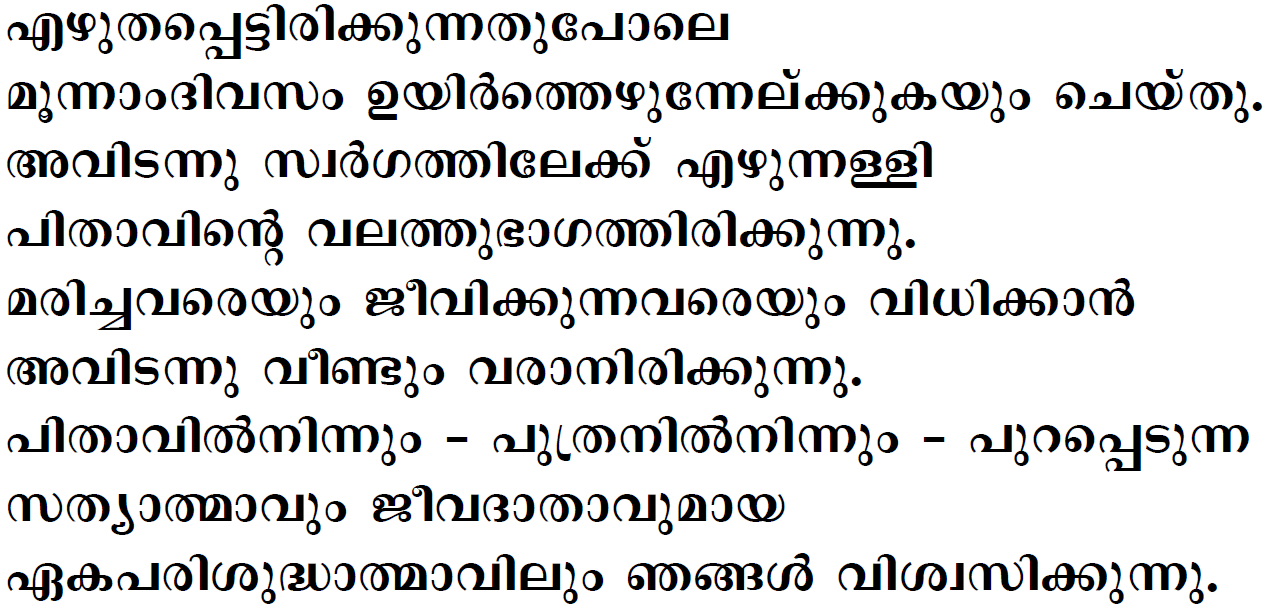 എഴുതപ്പെട്ടിരിക്കുന്നതുപോലെ
മൂന്നാംദിവസം ഉയിർത്തെഴുന്നേല്ക്കുകയും ചെയ്തു.
അവിടന്നു സ്വർഗത്തിലേക്ക് എഴുന്നള്ളി
പിതാവിന്റെ വലത്തുഭാഗത്തിരിക്കുന്നു.
മരിച്ചവരെയും ജീവിക്കുന്നവരെയും വിധിക്കാൻ
അവിടന്നു വീണ്ടും വരാനിരിക്കുന്നു.
പിതാവിൽനിന്നും – പുത്രനിൽനിന്നും – പുറപ്പെടുന്ന
സത്യാത്മാവും ജീവദാതാവുമായ
ഏകപരിശുദ്ധാത്മാവിലും ഞങ്ങൾ വിശ്വസിക്കുന്നു.